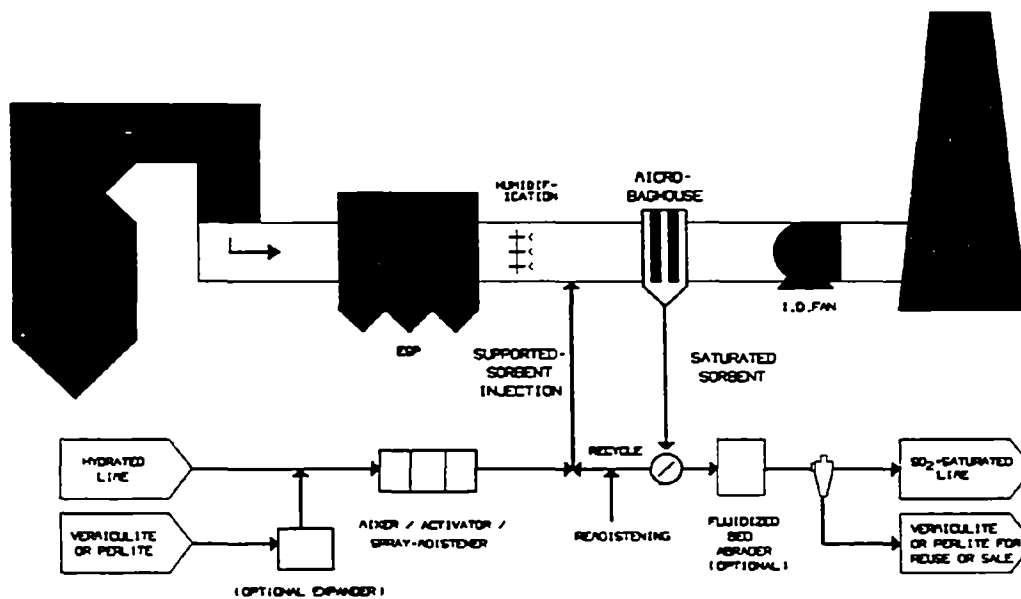 HUMIDIF-
ICATION
MICRO-
BAGHOUSE
I.D.FAN
ESP
SUPPORTED-
SORBENT
INJECTION
SATURATED
SORBENT
RECYCLE
HYDRATED
LIME
SO₂-SATURATED
LIME
MIXER / ACTIVATOR /
SPRAY-MOISTENER
REMOISTENING
FLUIDIZED
BED
ABRADER
(OPTIONAL)
VERMICULITE
OR PERLITE
VERMICULITE
OR PERLITE FOR
REUSE OR SALE
(OPTIONAL EXPANDER)